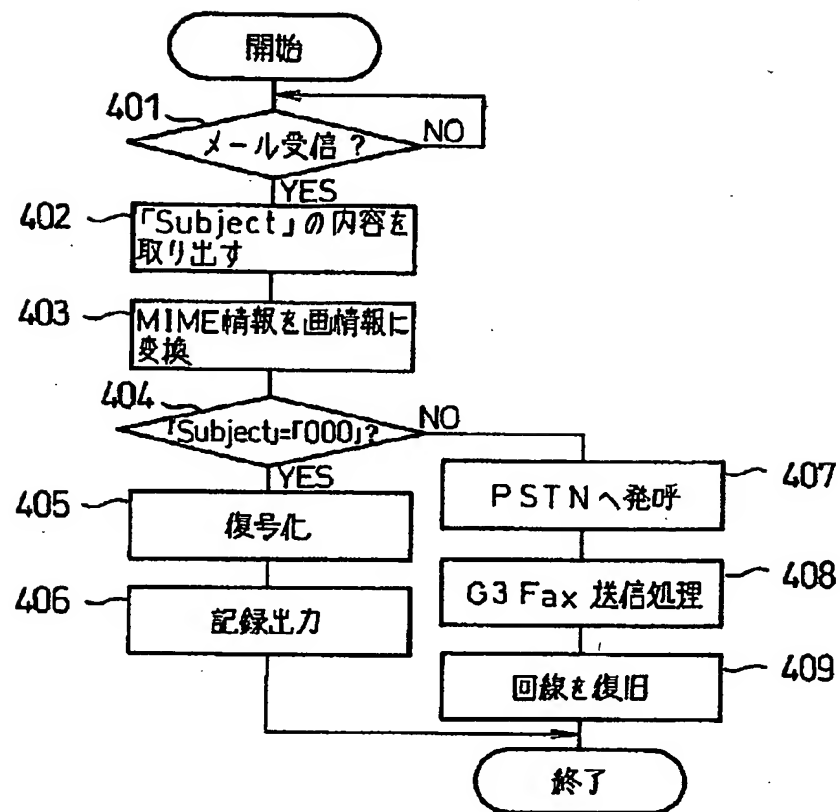 開始
401
メール受信?
NO
YES
402
「Subject」の内容を
取り出す
403
MIME情報を画情報に
変換
404
「Subject」=「000」?
NO
YES
405
復号化
406
記録出力
PSTNへ発呼
407
G3 Fax 送信処理
408
回線を復旧
409
終了